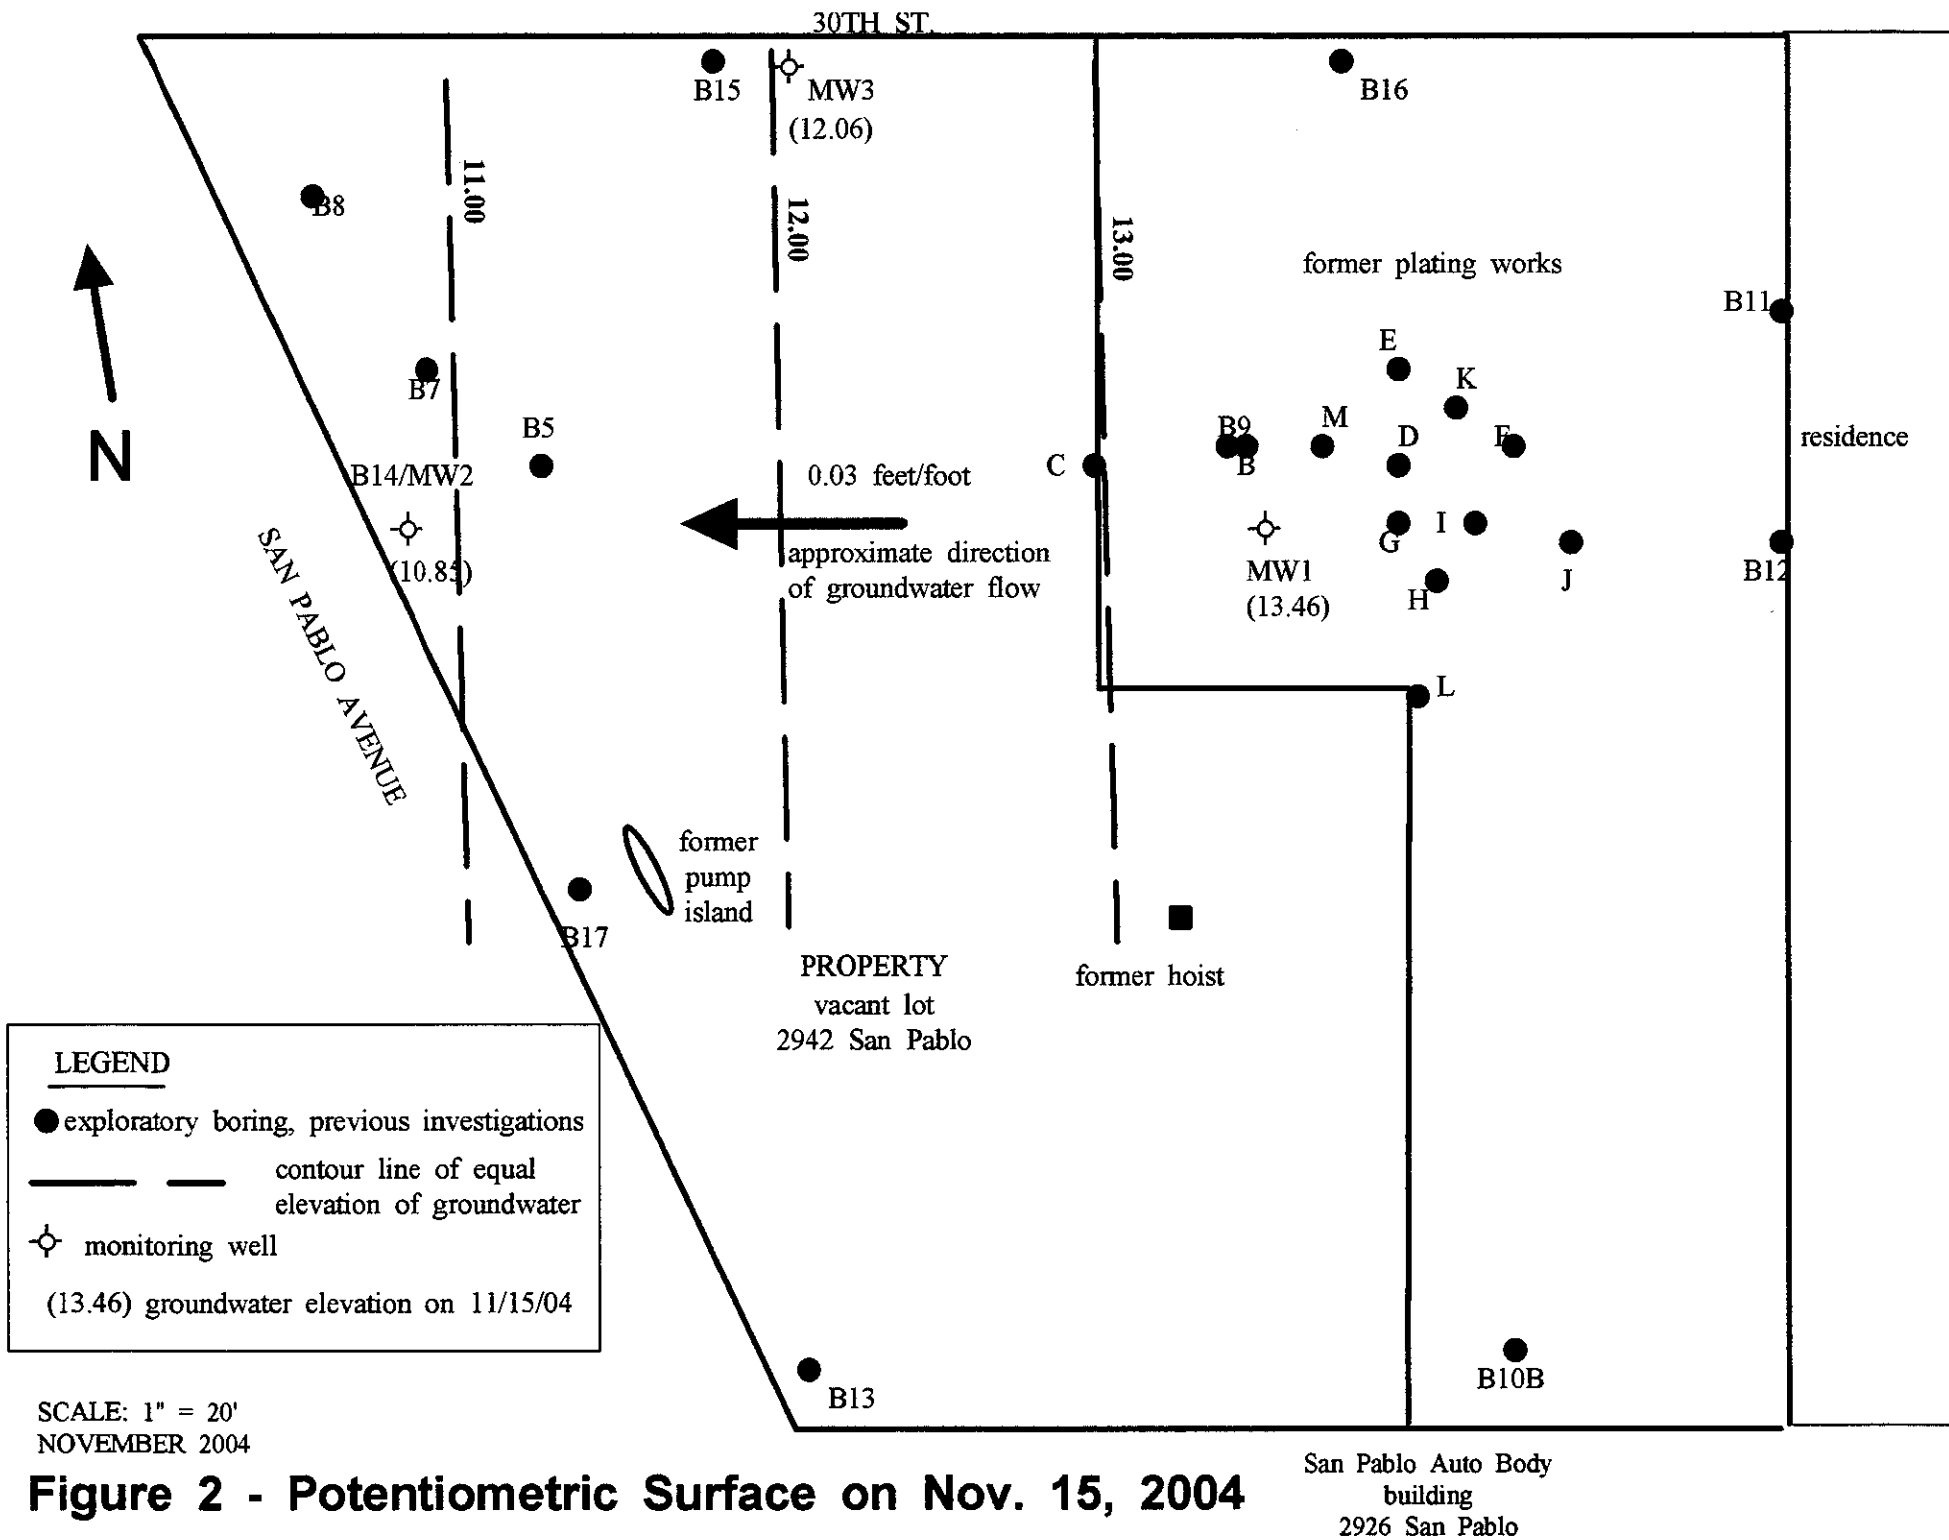 30TH ST.
B15
MW3
(12.06)
B16
B8
11.00
12.00
13.00
former plating works
B11
E
K
B7
B5
B9
M
D
F
residence
B14/MW2
C
B
0.03 feet/foot
G
I
(10.85)
approximate direction
of groundwater flow
MW1
(13.46)
H
J
B12
N
SAN PABLO AVENUE
L
former
pump
island
B17
PROPERTY
vacant lot
2942 San Pablo
former hoist
LEGEND
exploratory boring, previous investigations
contour line of equal
elevation of groundwater
monitoring well
(13.46) groundwater elevation on 11/15/04
B13
B10B
SCALE: 1" = 20'
NOVEMBER 2004
Figure 2 - Potentiometric Surface on Nov. 15, 2004
San Pablo Auto Body
building
2926 San Pablo